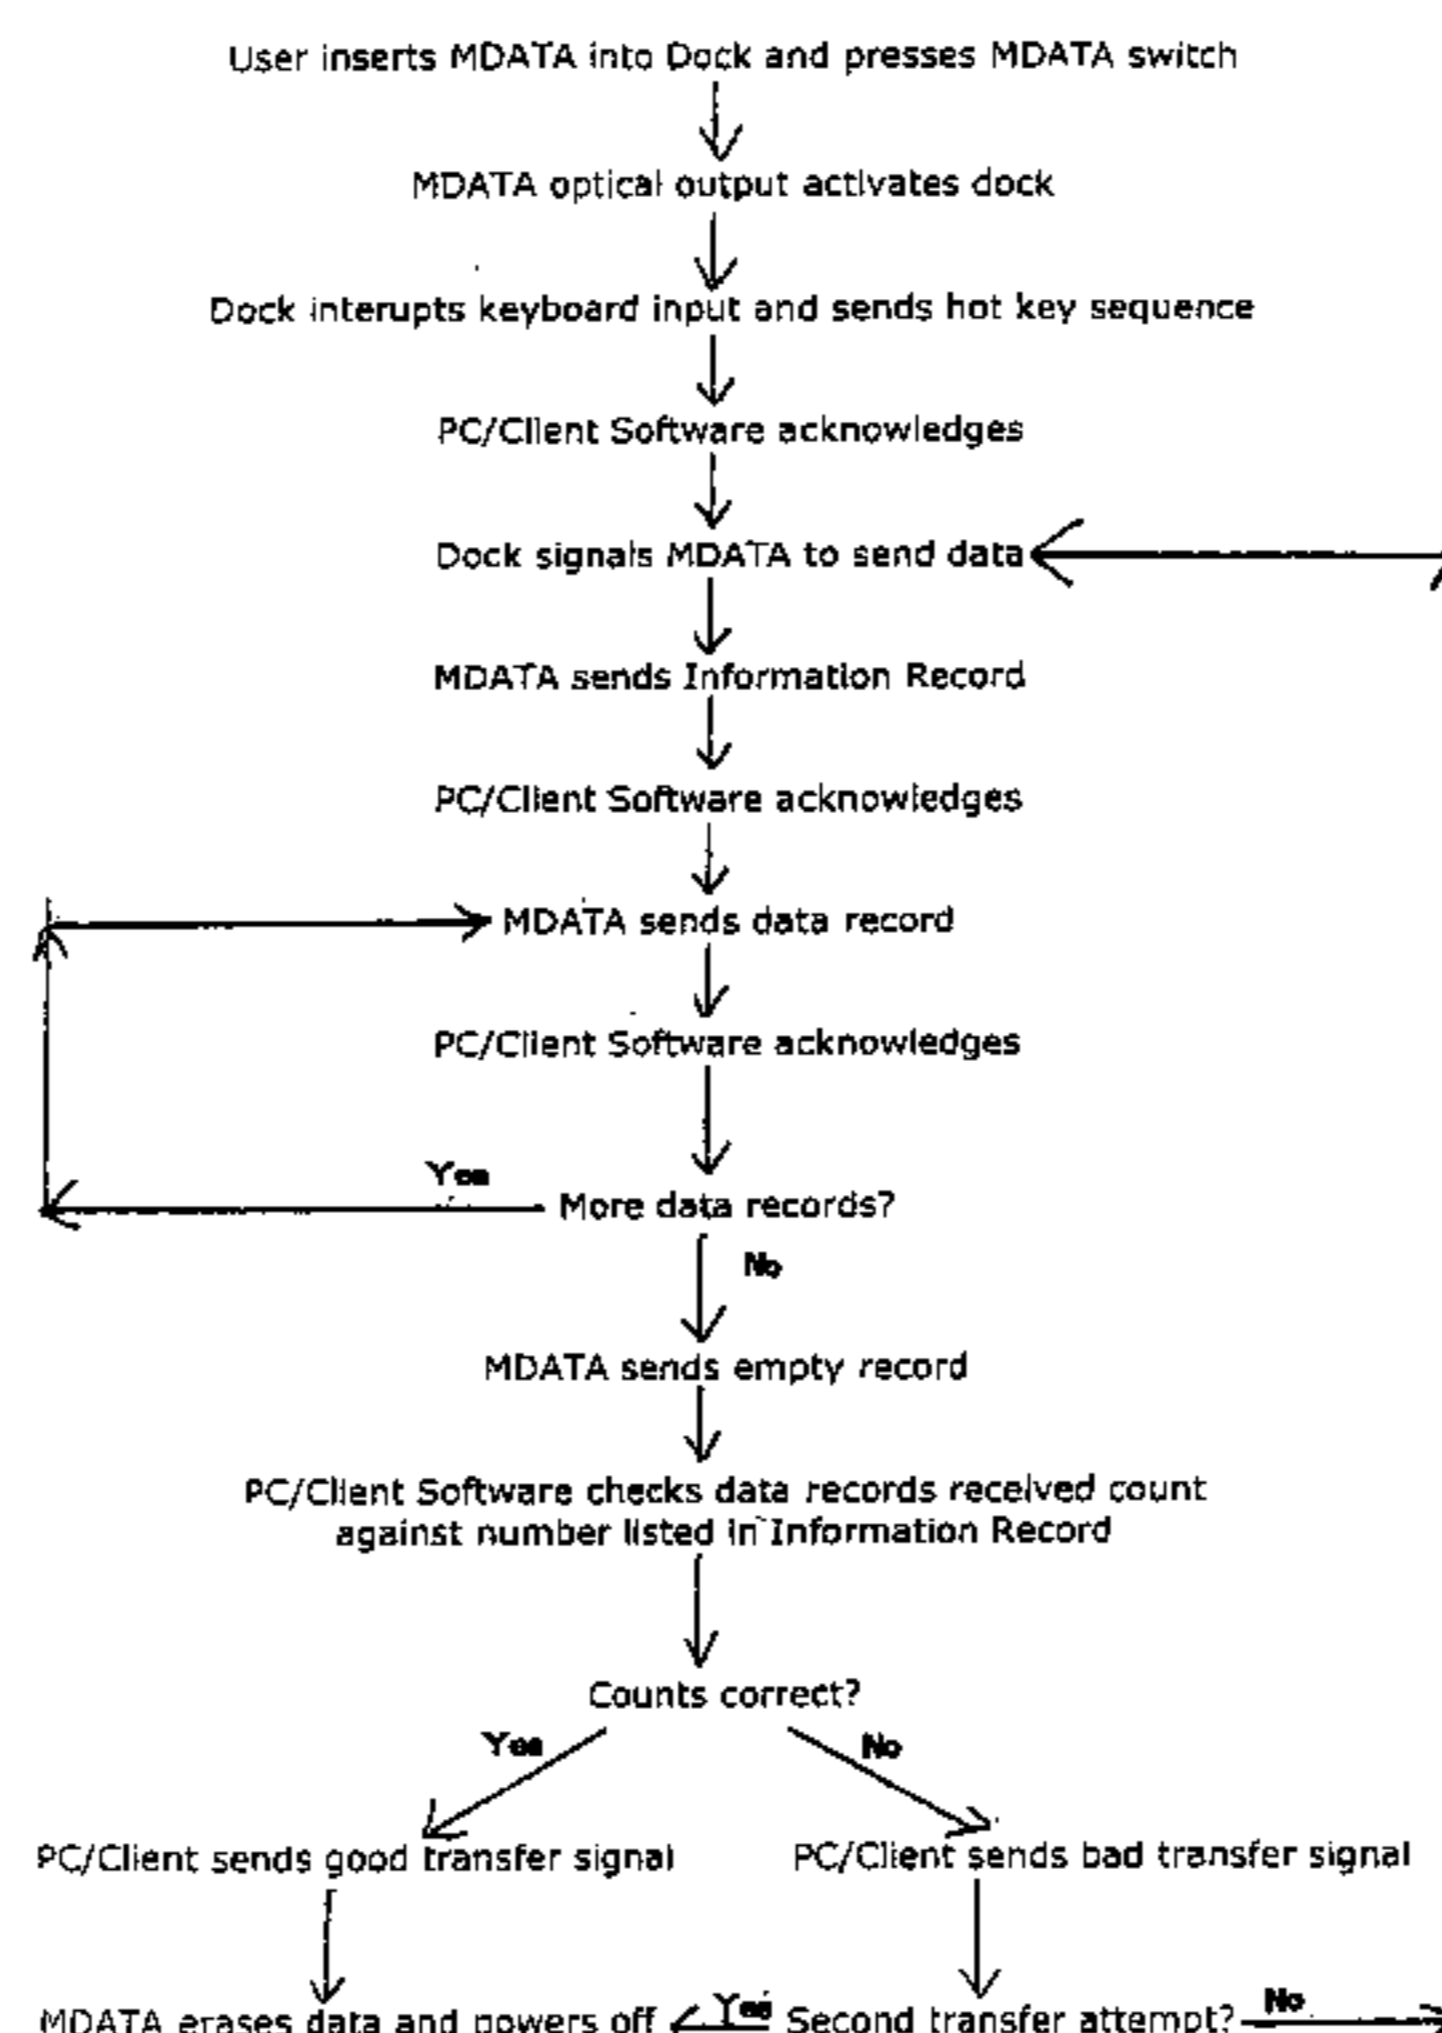 User inserts MDATA into Dock and presses MDATA switch
MDATA optical output activates dock
Dock interupts keyboard input and sends hot key sequence
PC/Client Software acknowledges
Dock signals MDATA to send data
MDATA sends Information Record
PC/Client Software acknowledges
MDATA sends data record
PC/Client Software acknowledges
Yes
More data records?
No
MDATA sends empty record
PC/Client Software checks data records received count
against number listed in Information Record
Counts correct?
Yes
No
PC/Client sends good transfer signal
PC/Client sends bad transfer signal
MDATA erases data and powers off
Yes
Second transfer attempt?
No